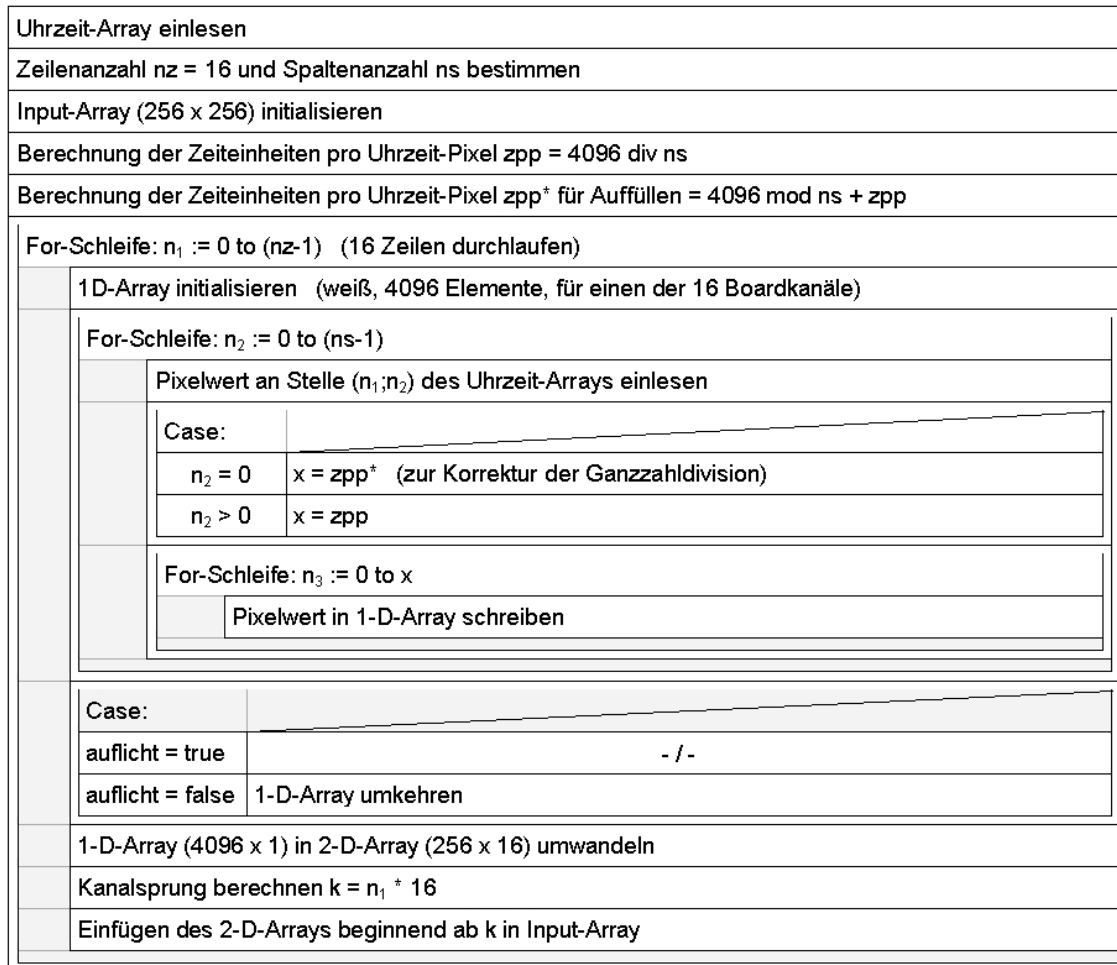 Uhrzeit-Array einlesen
Zeilenanzahl nz = 16 und Spaltenanzahl ns bestimmen
Input-Array (256 x 256) initialisieren
Berechnung der Zeiteinheiten pro Uhrzeit-Pixel zpp = 4096 div ns
Berechnung der Zeiteinheiten pro Uhrzeit-Pixel zpp* für Auffüllen = 4096 mod ns + zpp
For-Schleife: n₁ := 0 to (nz-1) (16 Zeilen durchlaufen)
1D-Array initialisieren (weiß, 4096 Elemente, für einen der 16 Boardkanäle)
For-Schleife: n₂ := 0 to (ns-1)
Pixelwert an Stelle (n₁;n₂) des Uhrzeit-Arrays einlesen
Case:
n₂ = 0 x = zpp* (zur Korrektur der Ganzzahldivision)
n₂ > 0 x = zpp
For-Schleife: n₃ := 0 to x
Pixelwert in 1-D-Array schreiben
Case:
auflicht = true - / -
auflicht = false 1-D-Array umkehren
1-D-Array (4096 x 1) in 2-D-Array (256 x 16) umwandeln
Kanalsprung berechnen k = n₁ * 16
Einfügen des 2-D-Arrays beginnend ab k in Input-Array